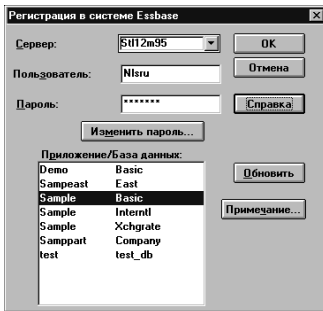 Регистрация в системе Essbase
Сервер: Stl12m95 OK
Пользователь: Nlsru Отмена
Пароль: ******* Справка
Изменить пароль...
Приложение/База данных:
Demo Basic
Sampeast East
Sample Basic
Sample Interntl
Sample Xchgrate
Samppart Company
test test_db
Обновить
Примечание...